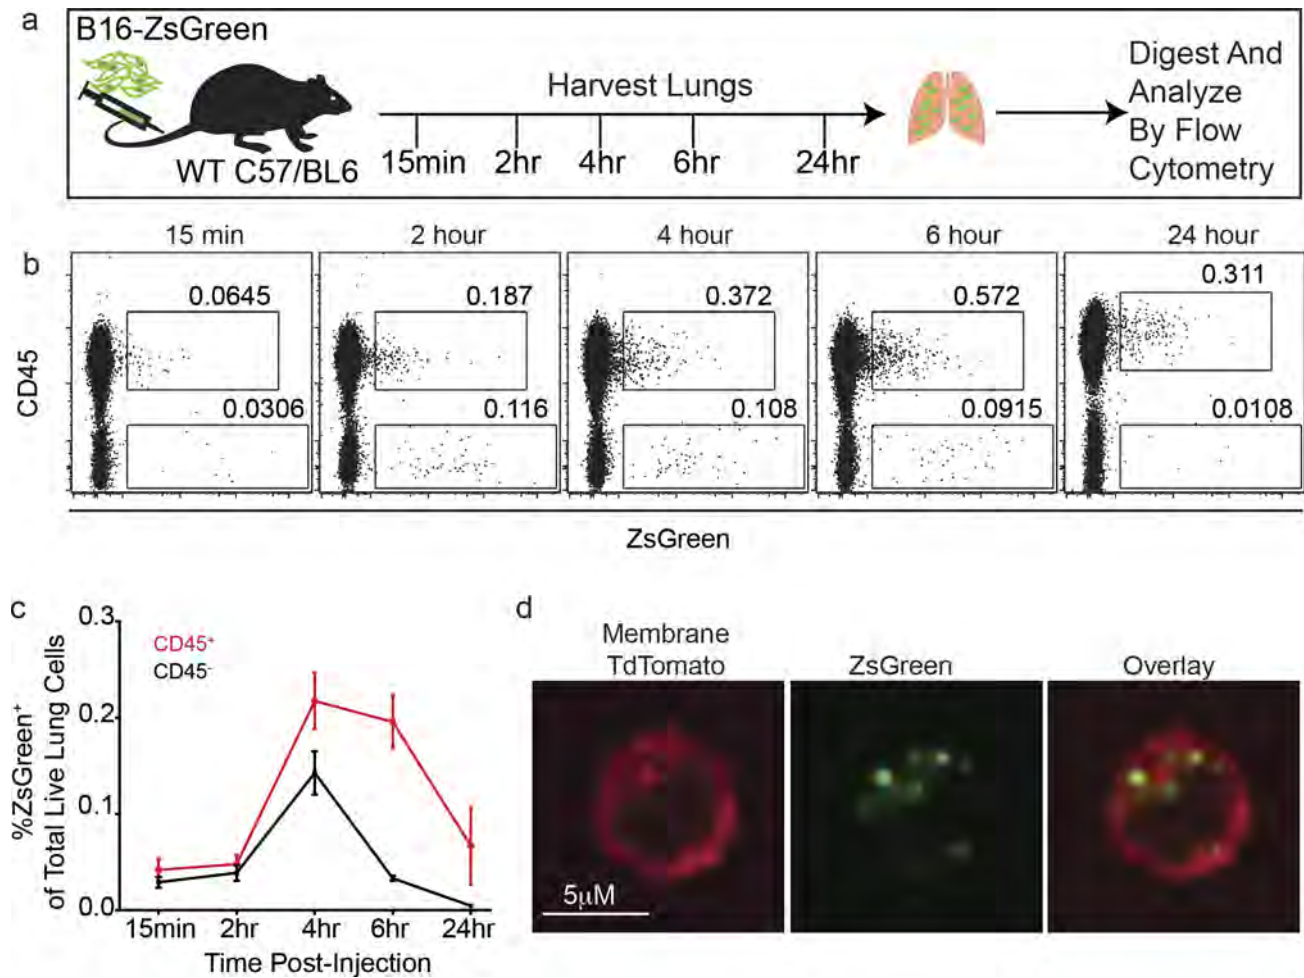 a
B16-ZsGreen
WT C57/BL6
Harvest Lungs
15min 2hr 4hr 6hr 24hr
Digest And
Analyze
By Flow
Cytometry
b
15 min 2 hour 4 hour 6 hour 24 hour
0.0645 0.187 0.372 0.572 0.311
0.0306 0.116 0.108 0.0915 0.0108
CD45
ZsGreen
c
%ZsGreen⁺
of Total Live Lung Cells
0.3
0.2
0.1
0.0
CD45⁺
CD45⁻
15min 2hr 4hr 6hr 24hr
Time Post-Injection
d
Membrane
TdTomato ZsGreen Overlay
5µM